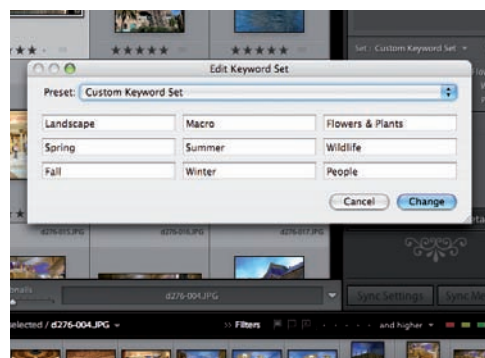 Set : Custom Keyword Set
Edit Keyword Set
Preset: Custom Keyword Set
Landscape Macro Flowers & Plants
Spring Summer Wildlife
Fall Winter People
Cancel Change
d276-015.JPG d276-016.JPG d276-017.JPG
d276-004.JPG
Sync Settings Sync
/ d276-004.JPG
Filters and higher